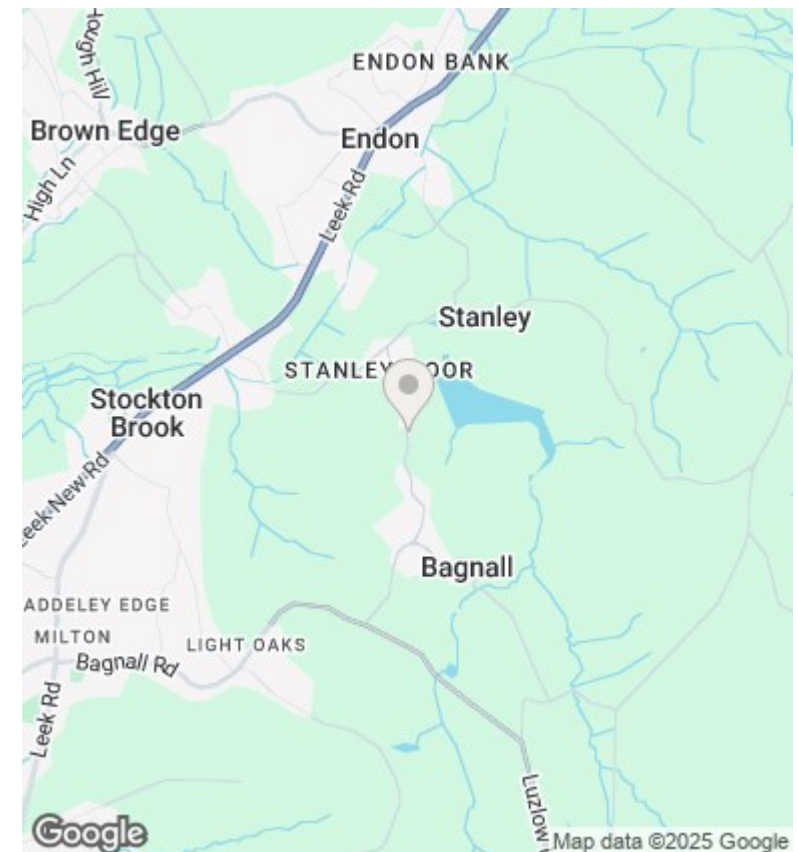 Hough Hill
ENDON BANK
Brown Edge
Endon
High Ln
Leek Rd
Stanley
STANLEY MOOR
Stockton
Brook
Leek New Rd
Bagnall
ADDELEY EDGE
MILTON
LIGHT OAKS
Bagnall Rd
Leek Rd
Luzlow
Google
Map data ©2025 Google